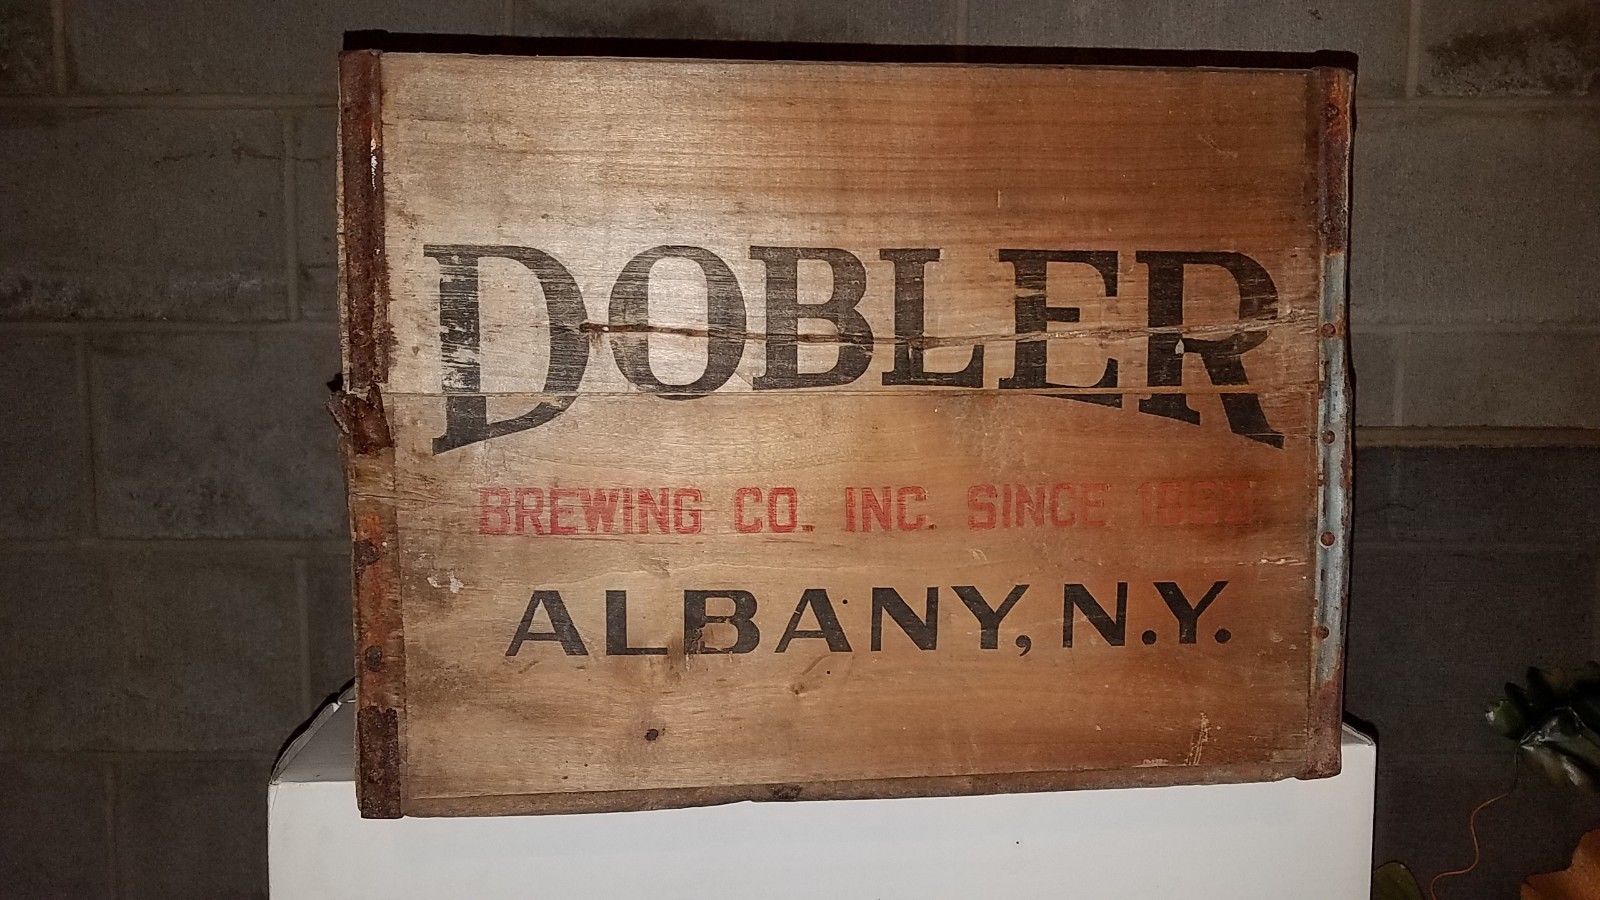 DOBLER
BREWING CO. INC. SINCE
ALBANY, N.Y.